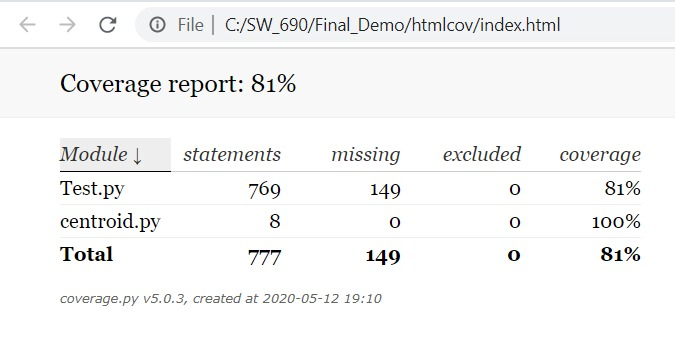 File | C:/SW_690/Final_Demo/htmlcov/index.html
Coverage report: 81%
Module ↓ statements missing excluded coverage
Test.py 769 149 0 81%
centroid.py 8 0 0 100%
Total 777 149 0 81%
coverage.py v5.0.3, created at 2020-05-12 19:10